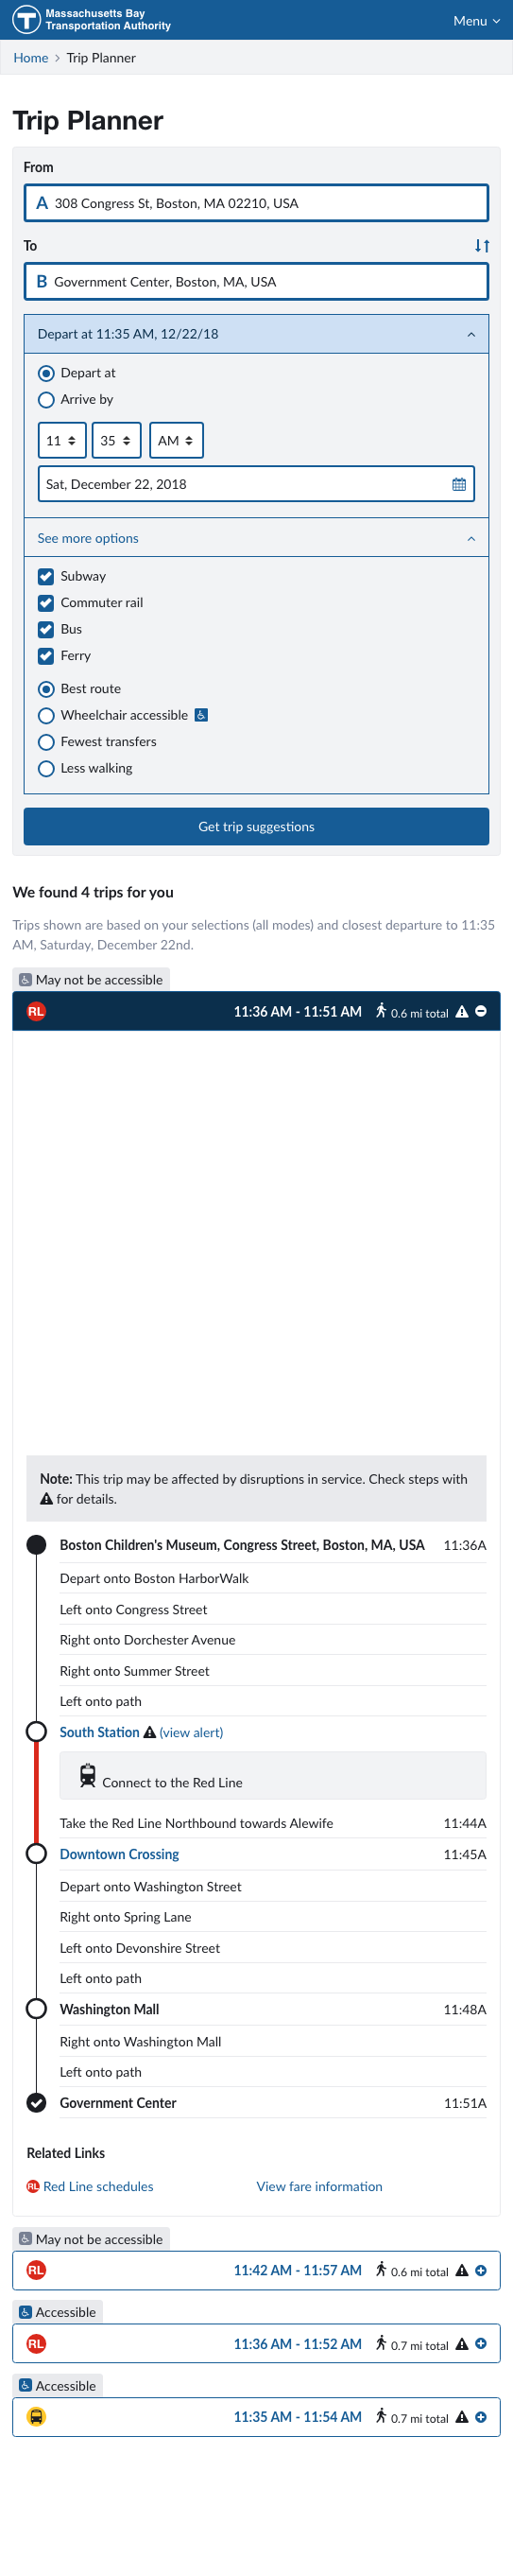 T
Massachusetts Bay
Transportation Authority
Menu
Home > Trip Planner
Trip Planner
From
A 308 Congress St, Boston, MA 02210, USA
To
B Government Center, Boston, MA, USA
Depart at 11:35 AM, 12/22/18
Depart at
Arrive by
11 35 AM
Sat, December 22, 2018
See more options
Subway
Commuter rail
Bus
Ferry
Best route
Wheelchair accessible
Fewest transfers
Less walking
Get trip suggestions
We found 4 trips for you
Trips shown are based on your selections (all modes) and closest departure to 11:35
AM, Saturday, December 22nd.
May not be accessible
RL 11:36 AM - 11:51 AM 0.6 mi total
Note: This trip may be affected by disruptions in service. Check steps with
for details.
Boston Children's Museum, Congress Street, Boston, MA, USA 11:36A
Depart onto Boston HarborWalk
Left onto Congress Street
Right onto Dorchester Avenue
Right onto Summer Street
Left onto path
South Station (view alert)
Connect to the Red Line
Take the Red Line Northbound towards Alewife 11:44A
Downtown Crossing 11:45A
Depart onto Washington Street
Right onto Spring Lane
Left onto Devonshire Street
Left onto path
Washington Mall 11:48A
Right onto Washington Mall
Left onto path
Government Center 11:51A
Related Links
RL Red Line schedules View fare information
May not be accessible
RL 11:42 AM - 11:57 AM 0.6 mi total
Accessible
RL 11:36 AM - 11:52 AM 0.7 mi total
Accessible
11:35 AM - 11:54 AM 0.7 mi total